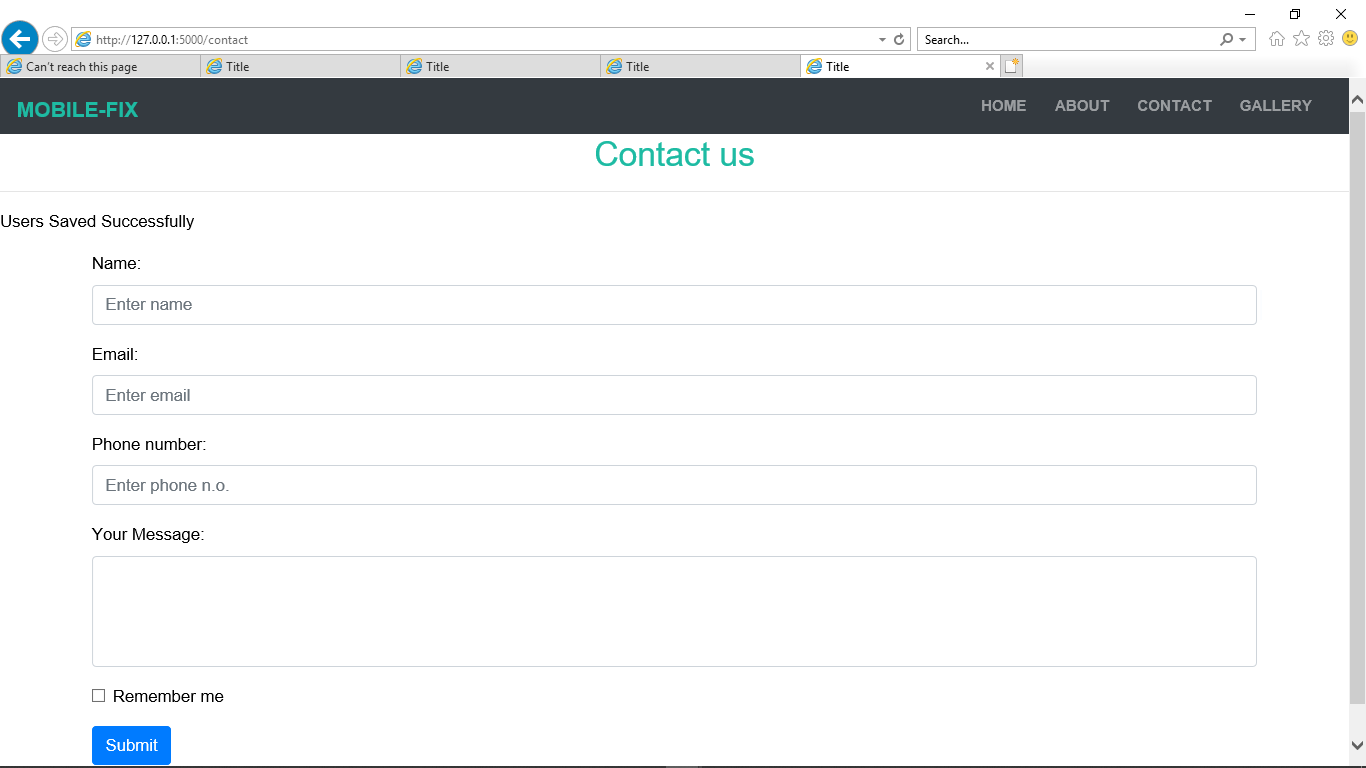 http://127.0.0.1:5000/contact
Search...
Can't reach this page Title Title Title Title
MOBILE-FIX HOME ABOUT CONTACT GALLERY
Contact us
Users Saved Successfully
Name:
Enter name
Email:
Enter email
Phone number:
Enter phone n.o.
Your Message:
Remember me
Submit